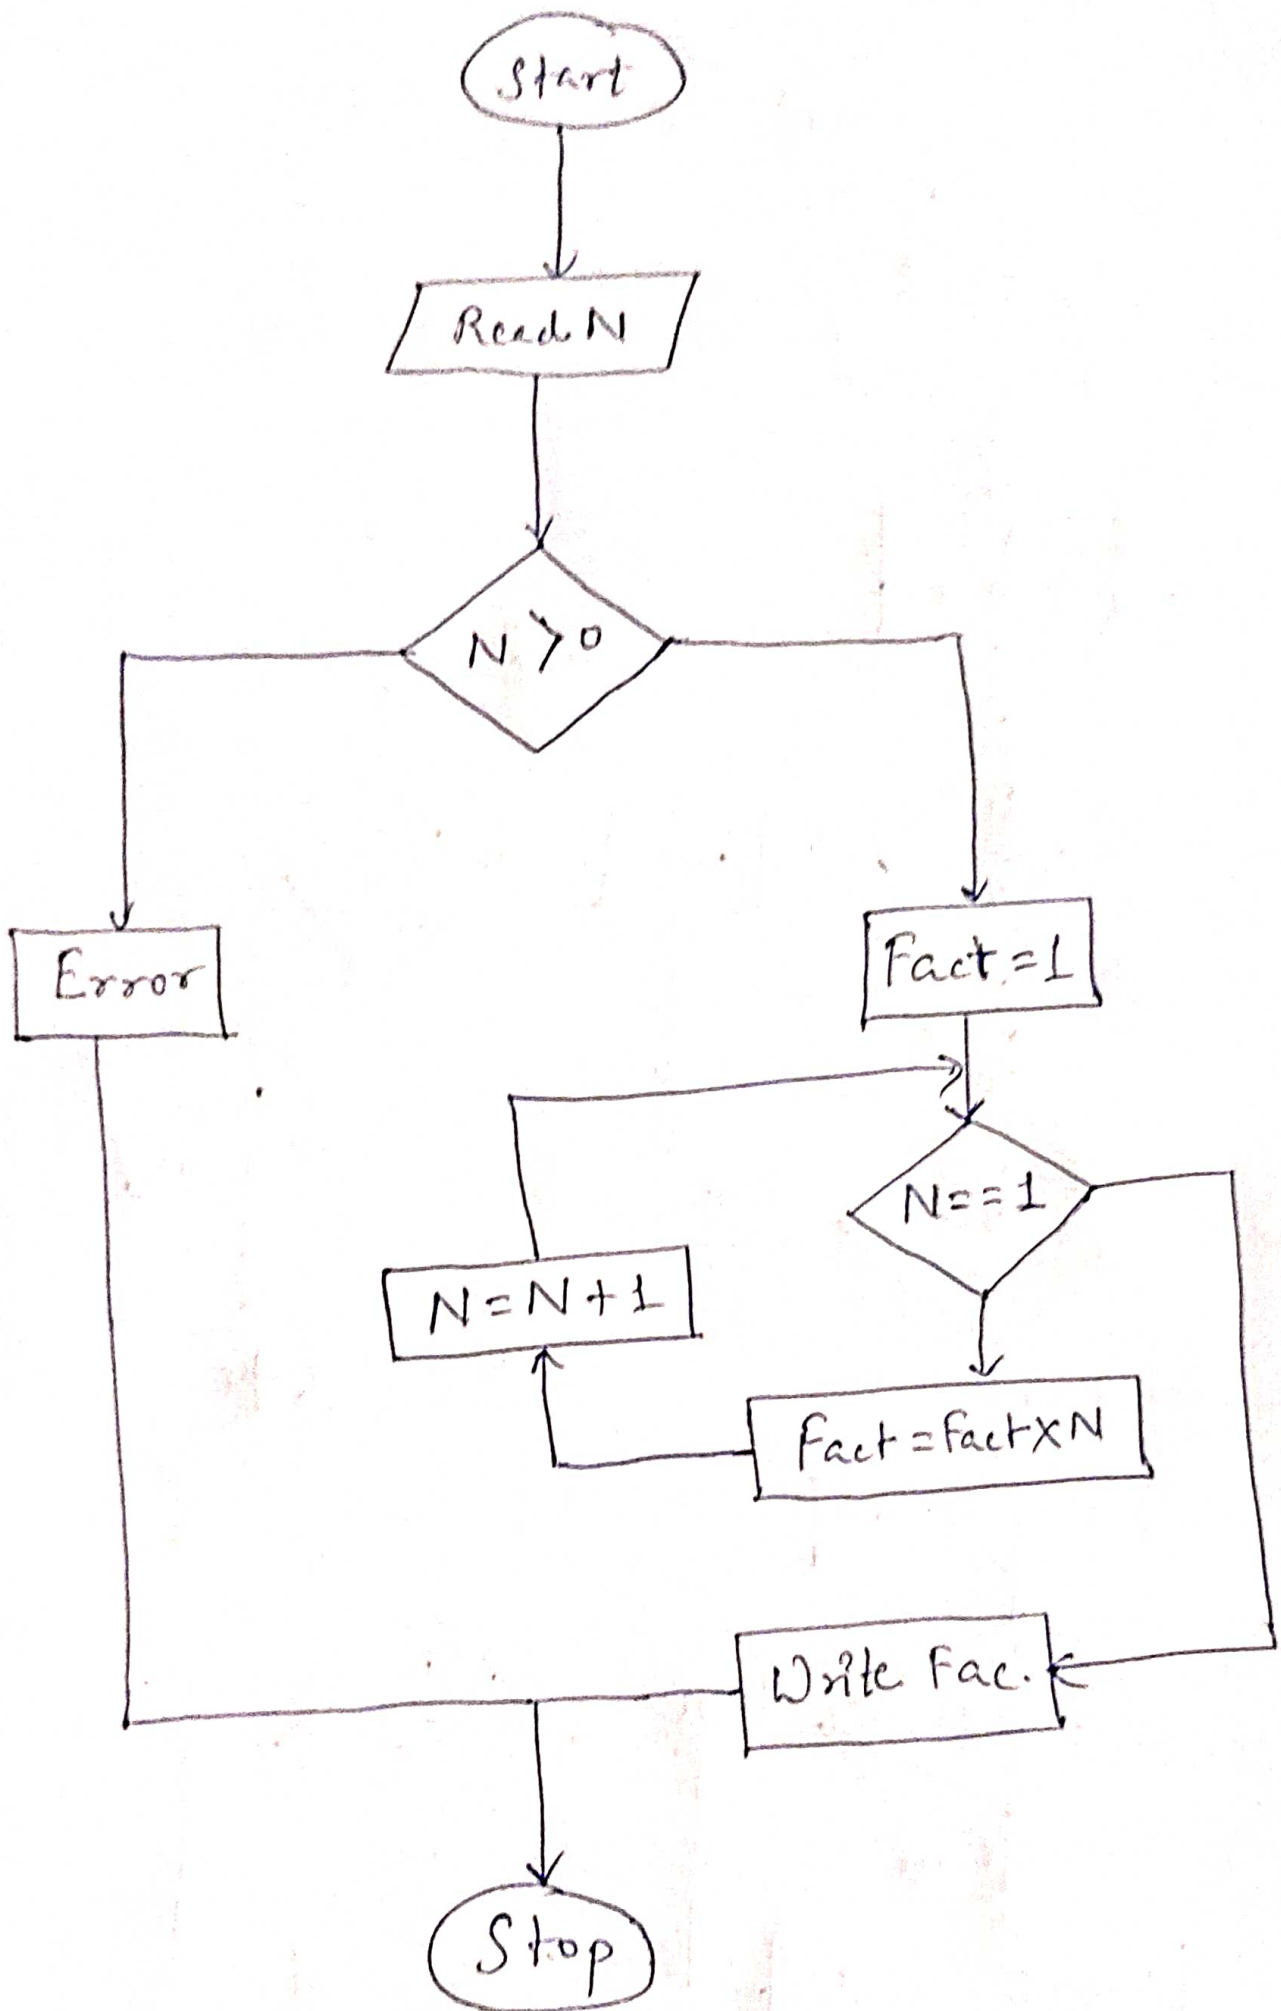 Start
Read N
N > 0
Error
Fact = 1
N == 1
N = N + 1
Fact = Fact x N
Write Fac.
Stop